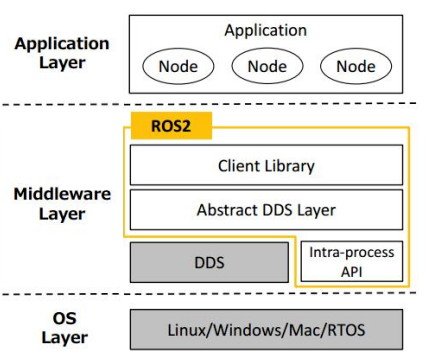 Application
Layer
Application
Node Node Node
ROS2
Client Library
Middleware
Layer
Abstract DDS Layer
DDS
Intra-process
API
OS
Layer
Linux/Windows/Mac/RTOS